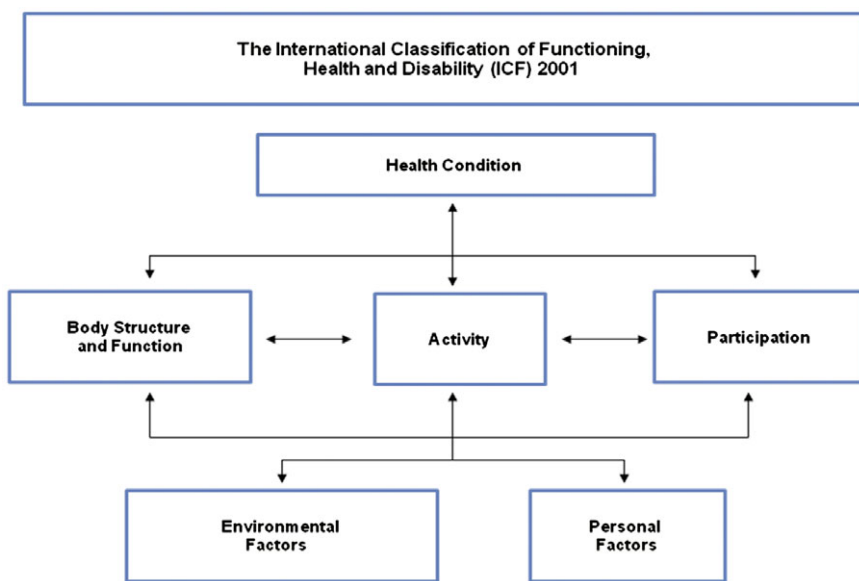 The International Classification of Functioning,
Health and Disability (ICF) 2001
Health Condition
Body Structure
and Function
Activity
Participation
Environmental
Factors
Personal
Factors